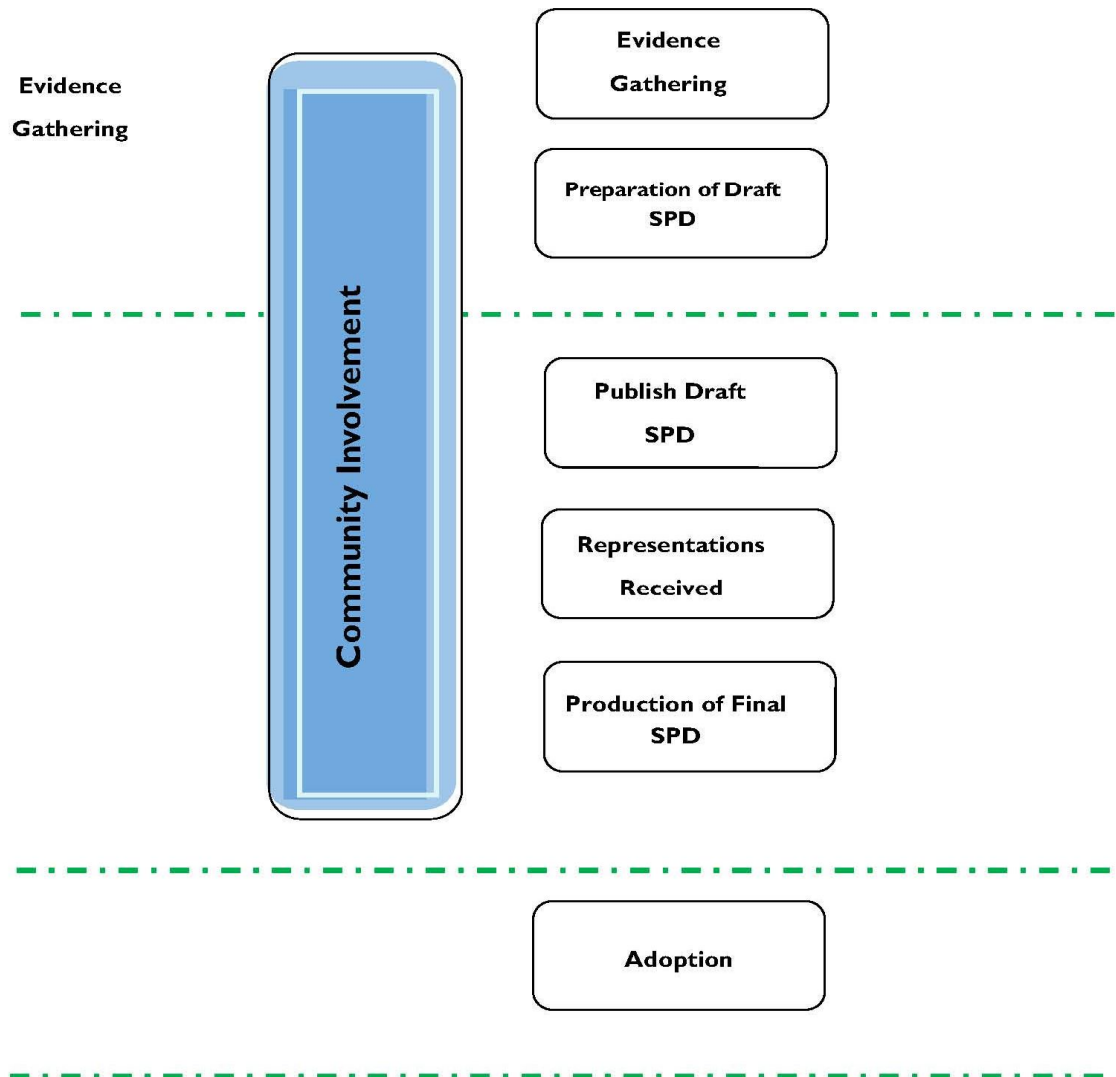 Evidence
Gathering
Community Involvement
Evidence
Gathering
Preparation of Draft
SPD
Publish Draft
SPD
Representations
Received
Production of Final
SPD
Adoption